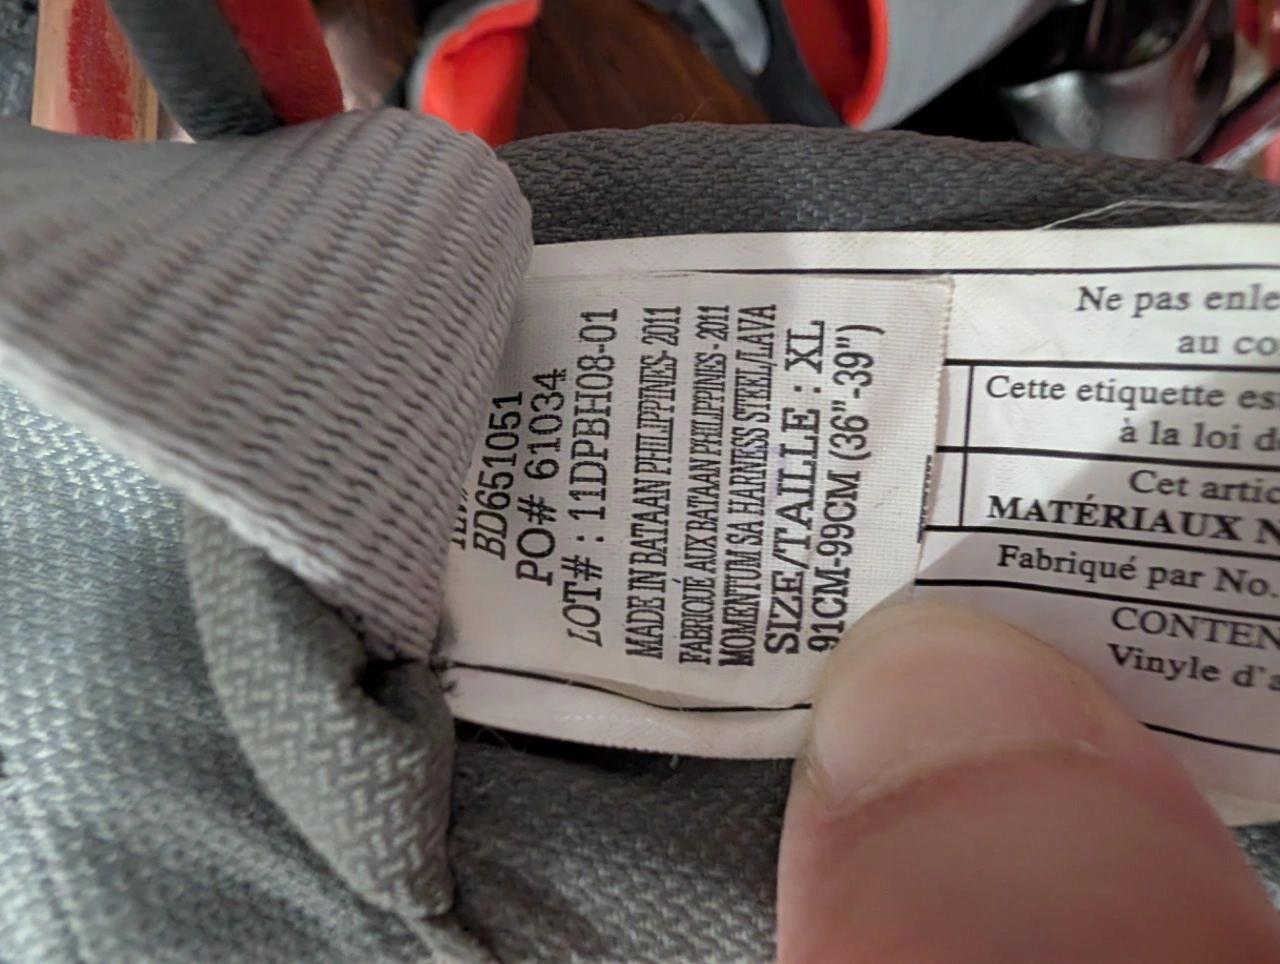 BD651051
PO# 61034
LOT# : 11DPBH08-01
MADE IN BATAAN PHILIPPINES- 2011
FABRIQUÉ AUX BATAAN PHILIPPINES - 2011
MOMENTUM SA HARNESS STEEL/LAVA
SIZE/TAILLE : XL
91CM-99CM (36"-39")
Ne pas enle
au co
Cette etiquette es
à la loi d
Cet artic
MATÉRIAUX N
Fabriqué par No.
CONTEN
Vinyle d'a